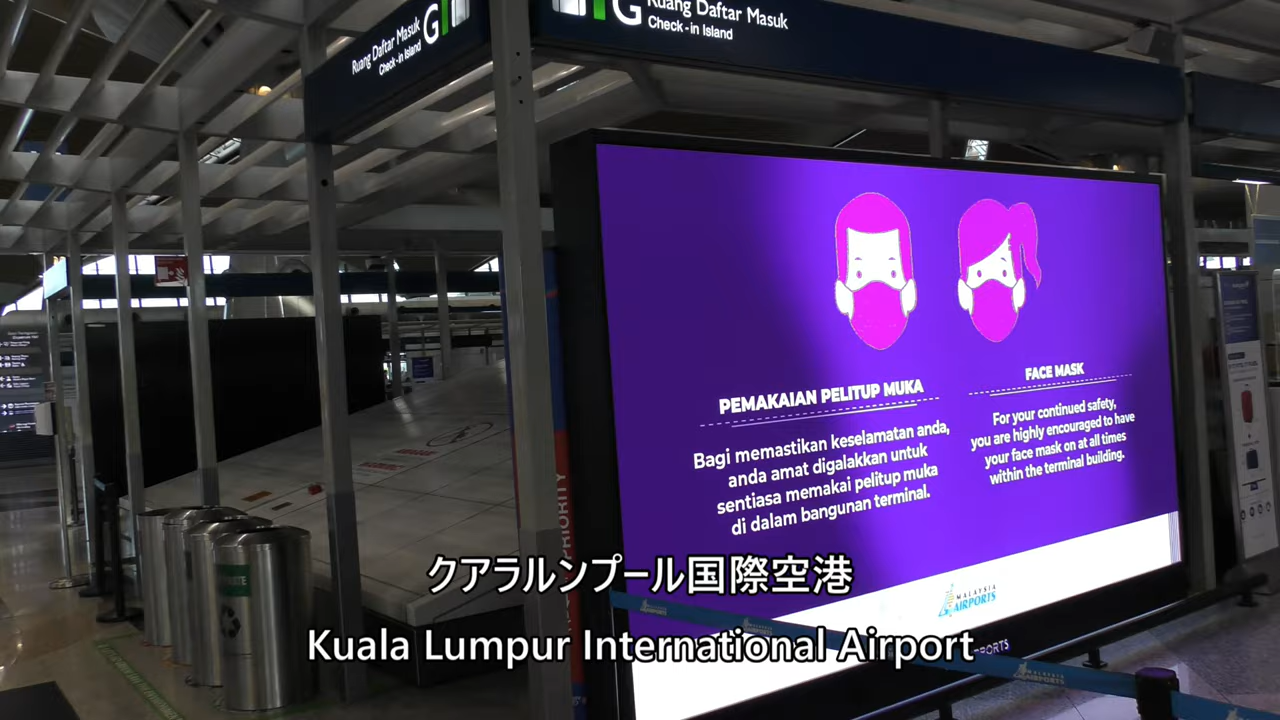 Ruang Daftar Masuk
Check-in Island
G
G
Ruang Daftar Masuk
Check-in Island
PEMAKAIAN PELITUP MUKA
Bagi memastikan keselamatan anda,
anda amat digalakkan untuk
sentiasa memakai pelitup muka
di dalam bangunan terminal.
FACE MASK
For your continued safety,
you are highly encouraged to have
your face mask on at all times
within the terminal building.
MALAYSIA
AIRPORTS
PRIORITY
クアラルンプール国際空港
Kuala Lumpur International Airport